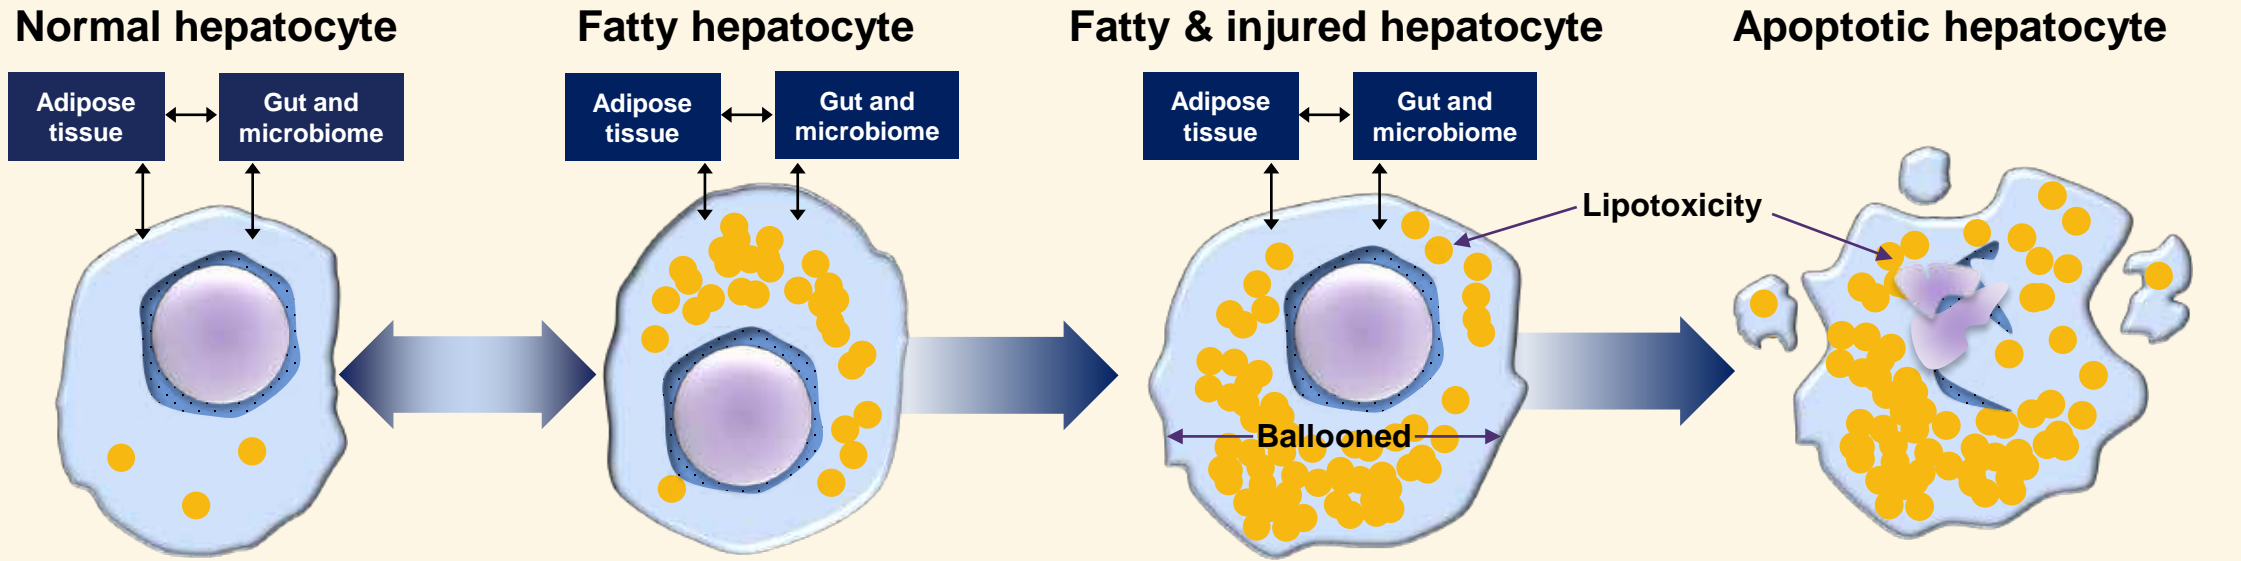 Normal hepatocyte
Fatty hepatocyte
Fatty & injured hepatocyte
Apoptotic hepatocyte
Adipose
tissue
Gut and
microbiome
Adipose
tissue
Gut and
microbiome
Adipose
tissue
Gut and
microbiome
Lipotoxicity
Ballooned